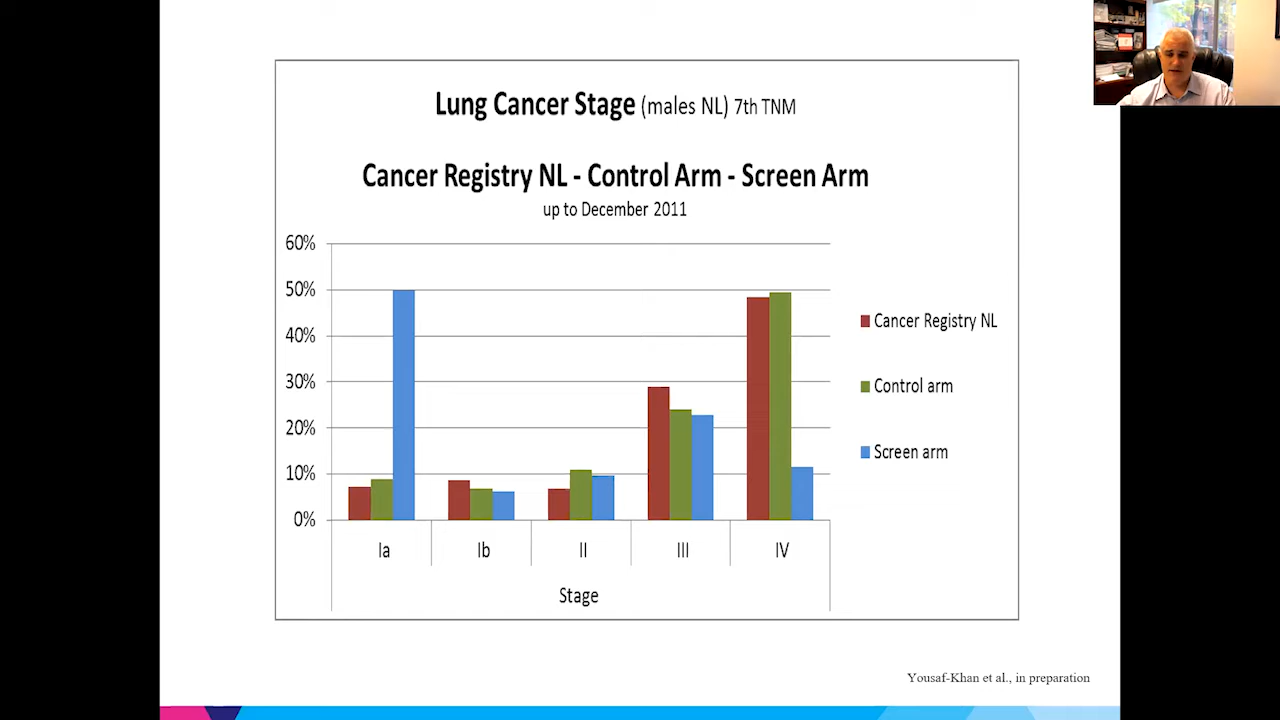 Lung Cancer Stage (males NL) 7th TNM
Cancer Registry NL - Control Arm - Screen Arm
up to December 2011
60%
50%
40%
30%
20%
10%
0%
Ia
Ib
II
III
IV
Stage
Cancer Registry NL
Control arm
Screen arm
Yousaf-Khan et al., in preparation